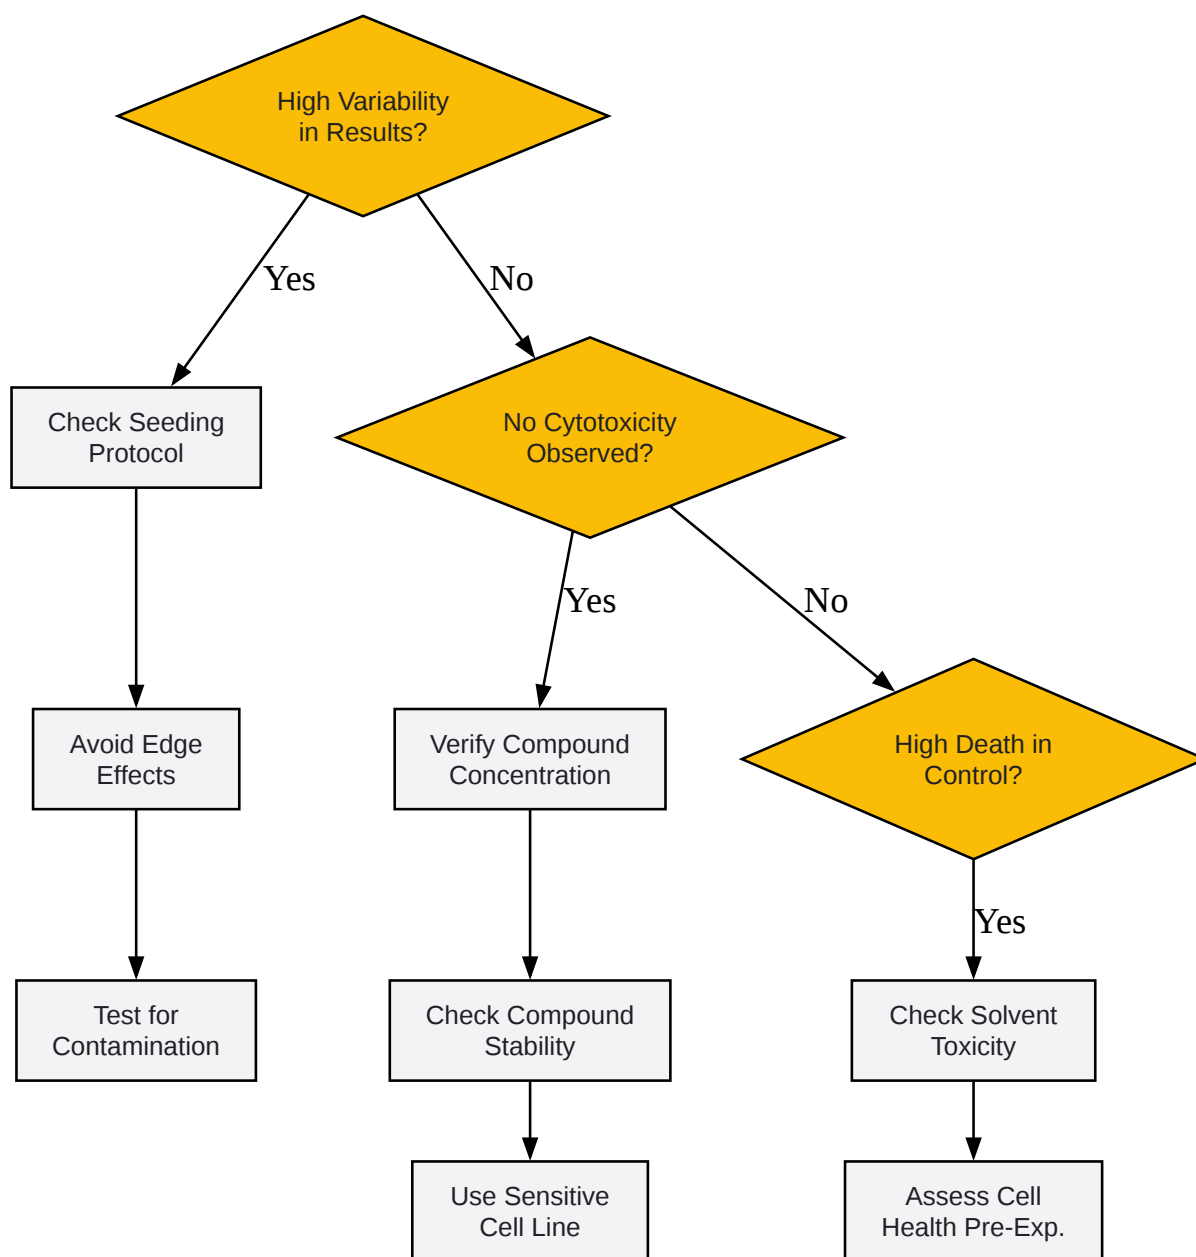 High Variability
in Results?
Yes
No
Check Seeding
Protocol
No Cytotoxicity
Observed?
Yes
No
Avoid Edge
Effects
Verify Compound
Concentration
High Death in
Control?
Yes
Test for
Contamination
Check Compound
Stability
Check Solvent
Toxicity
Use Sensitive
Cell Line
Assess Cell
Health Pre-Exp.